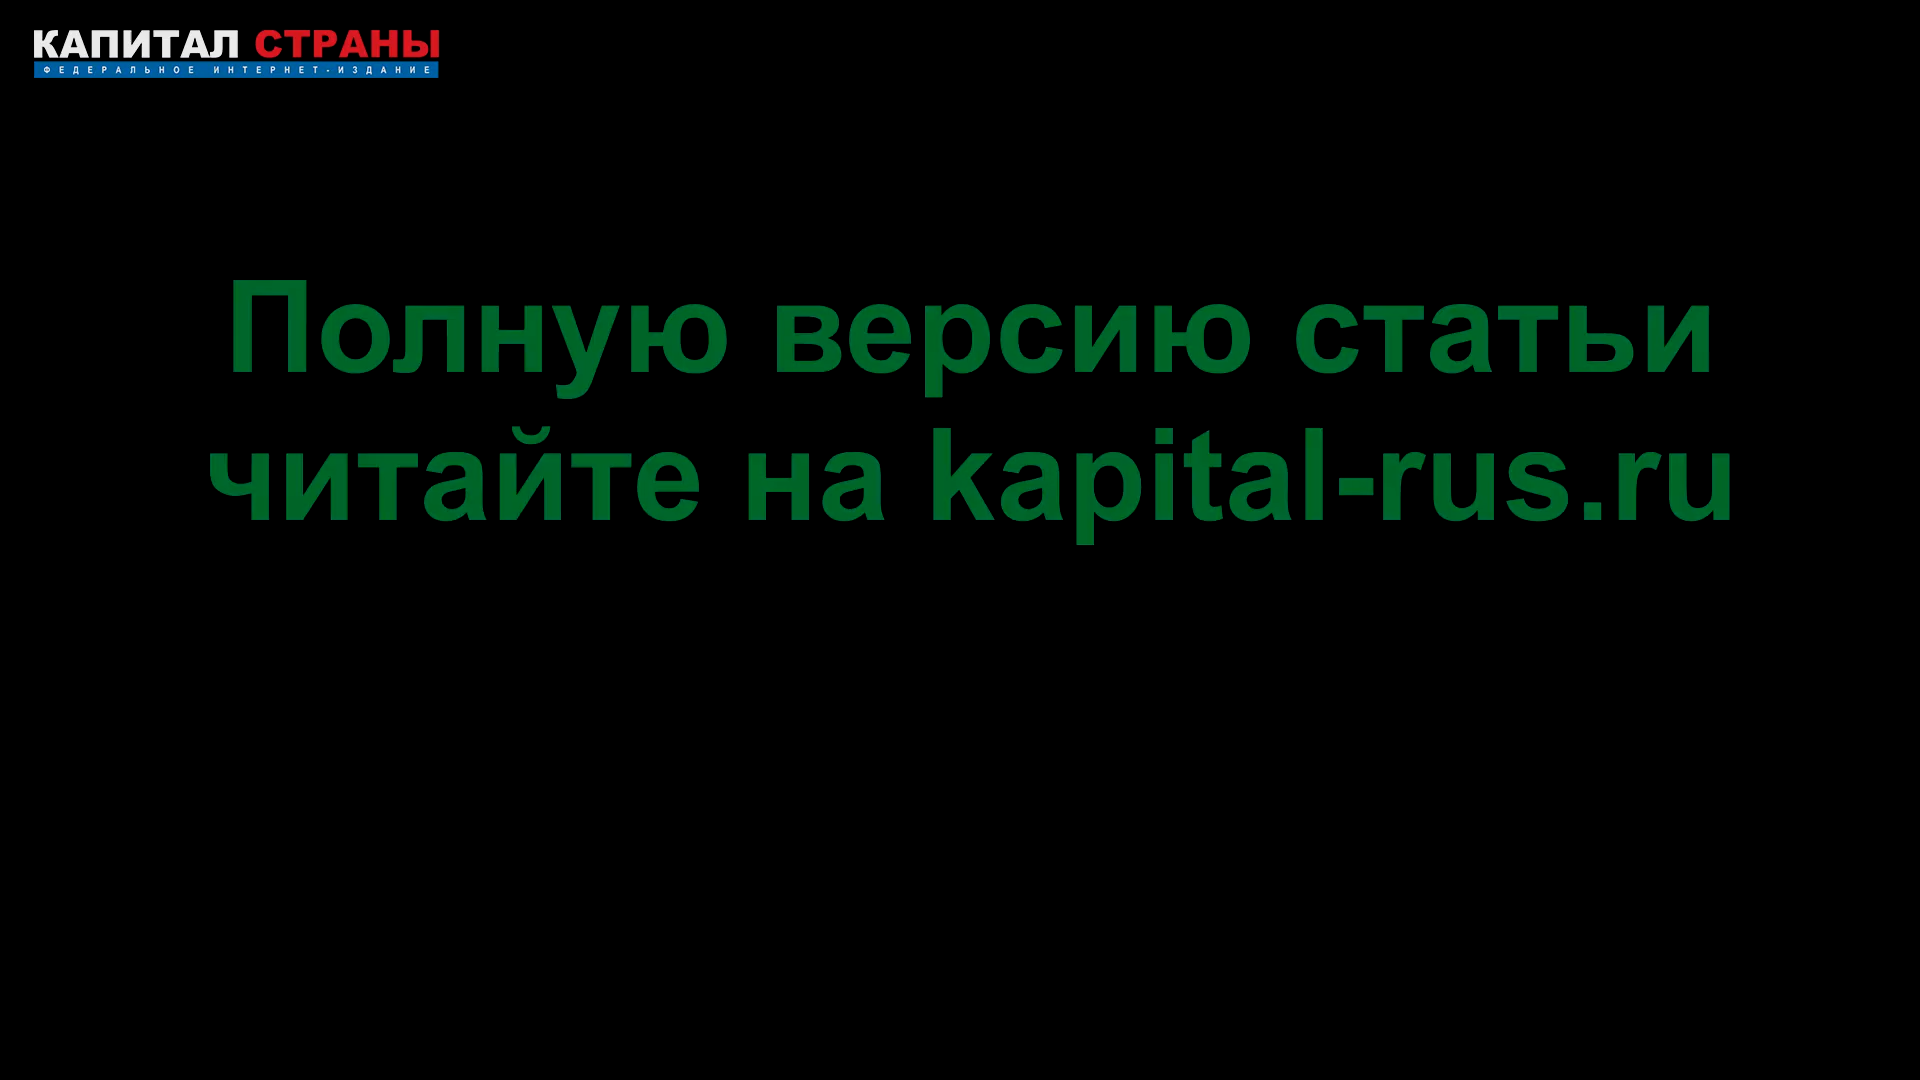 КАПИТАЛ СТРАНЫ
ФЕДЕРАЛЬНОЕ ИНТЕРНЕТ-ИЗДАНИЕ
Полную версию статьи
читайте на kapital-rus.ru